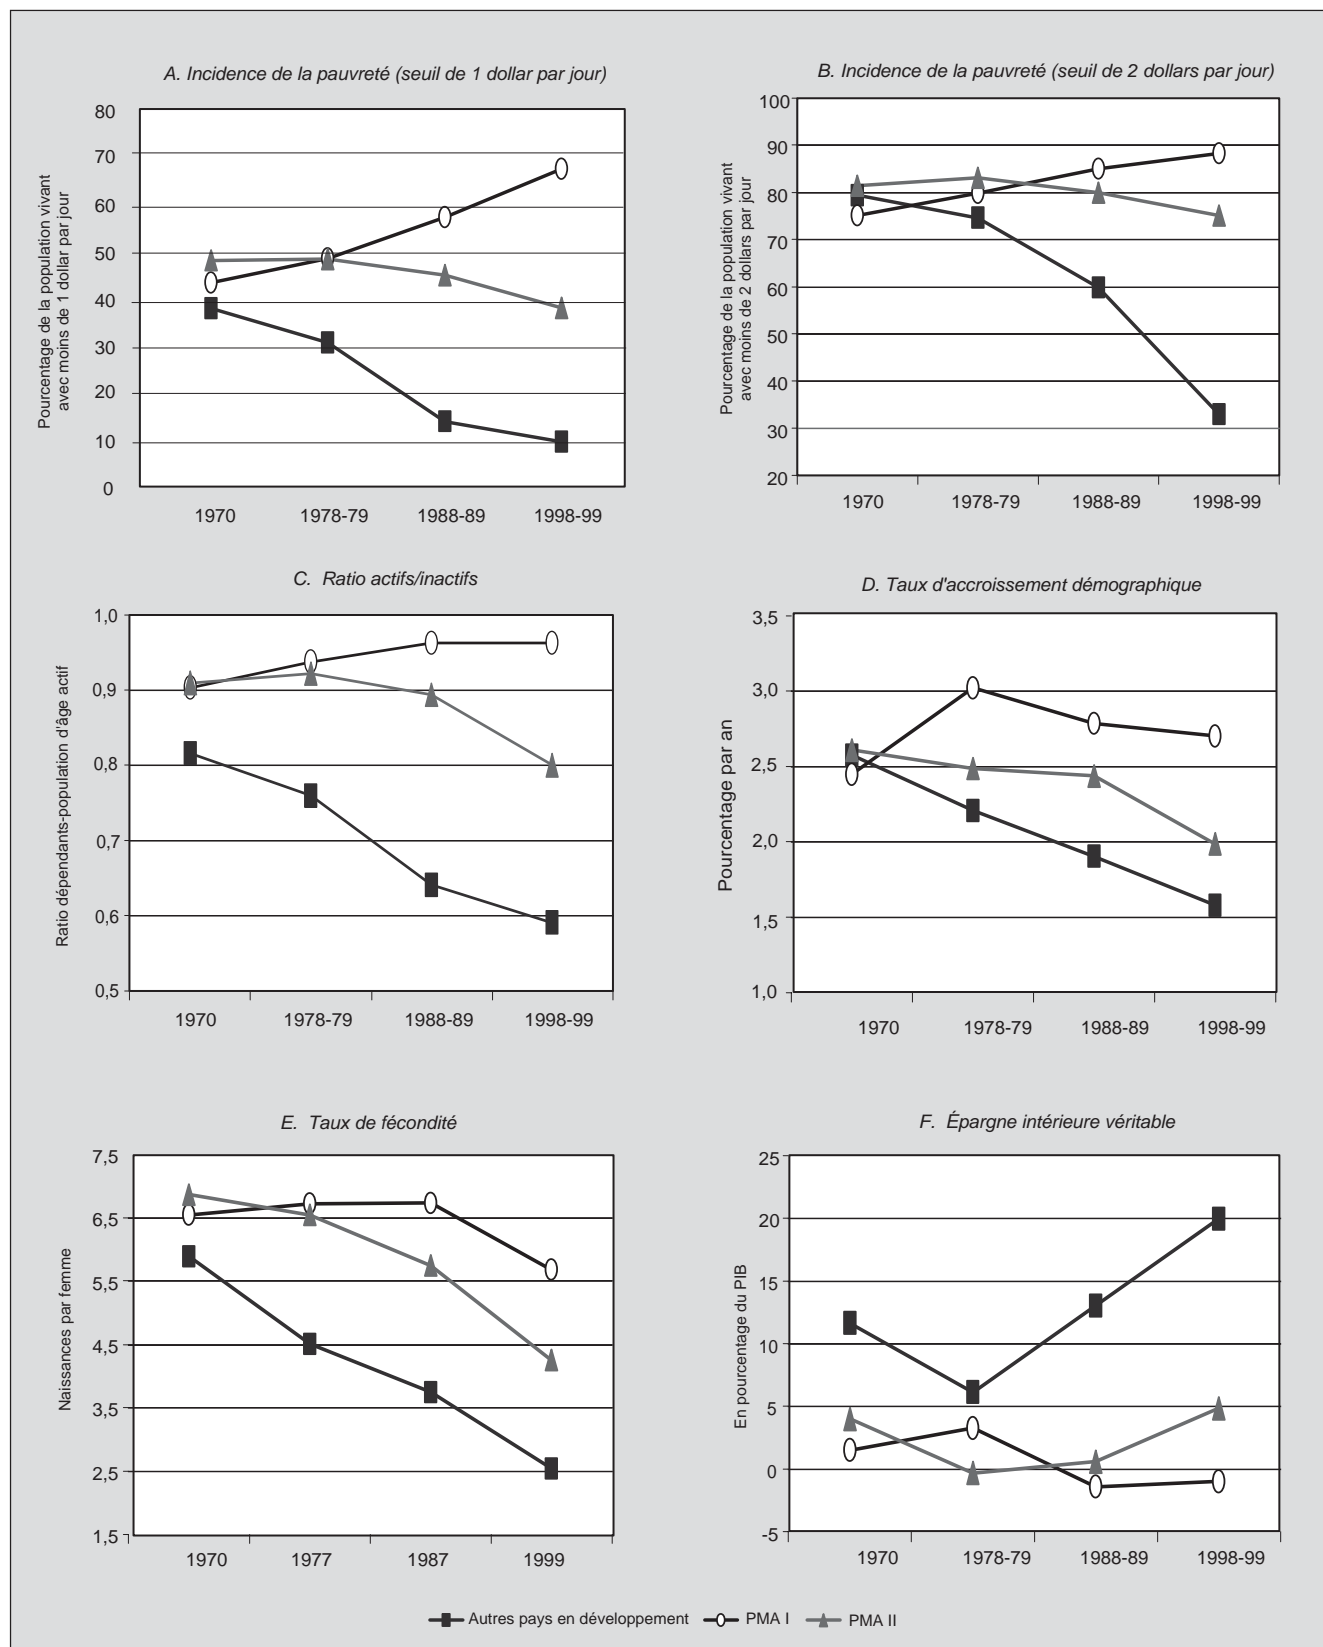 A. Incidence de la pauvreté (seuil de 1 dollar par jour)
Pourcentage de la population vivant
avec moins de 1 dollar par jour
80
70
60
50
40
30
20
10
0
1970 1978-79 1988-89 1998-99
B. Incidence de la pauvreté (seuil de 2 dollars par jour)
Pourcentage de la population vivant
avec moins de 2 dollars par jour
100
90
80
70
60
50
40
30
20
1970 1978-79 1988-89 1998-99
C. Ratio actifs/inactifs
Ratio dépendants-population d'âge actif
1,0
0,9
0,8
0,7
0,6
0,5
1970 1978-79 1988-89 1998-99
D. Taux d'accroissement démographique
Pourcentage par an
3,5
3,0
2,5
2,0
1,5
1,0
1970 1978-79 1988-89 1998-99
E. Taux de fécondité
Naissances par femme
7,5
6,5
5,5
4,5
3,5
2,5
1,5
1970 1977 1987 1999
F. Épargne intérieure véritable
En pourcentage du PIB
25
20
15
10
5
0
-5
1970 1978-79 1988-89 1998-99
Autres pays en développement PMA I PMA II